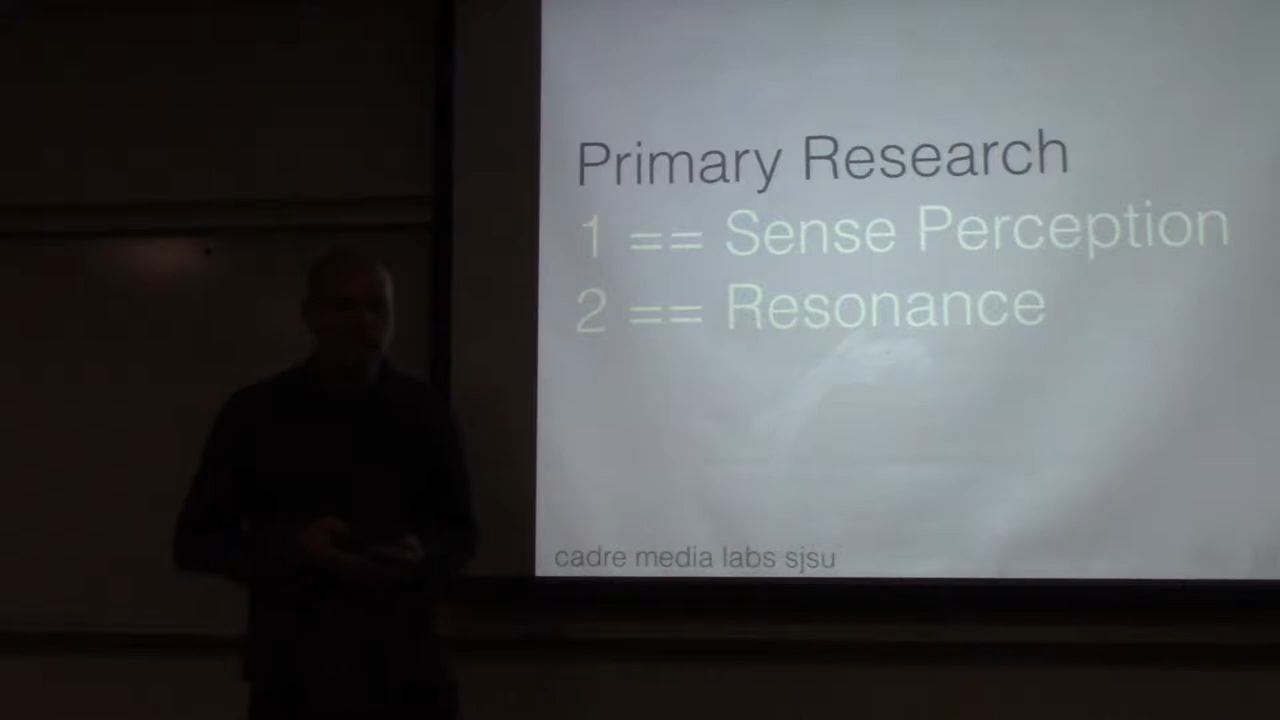 Primary Research
1 == Sense Perception
2 == Resonance
cadre media labs sjsu